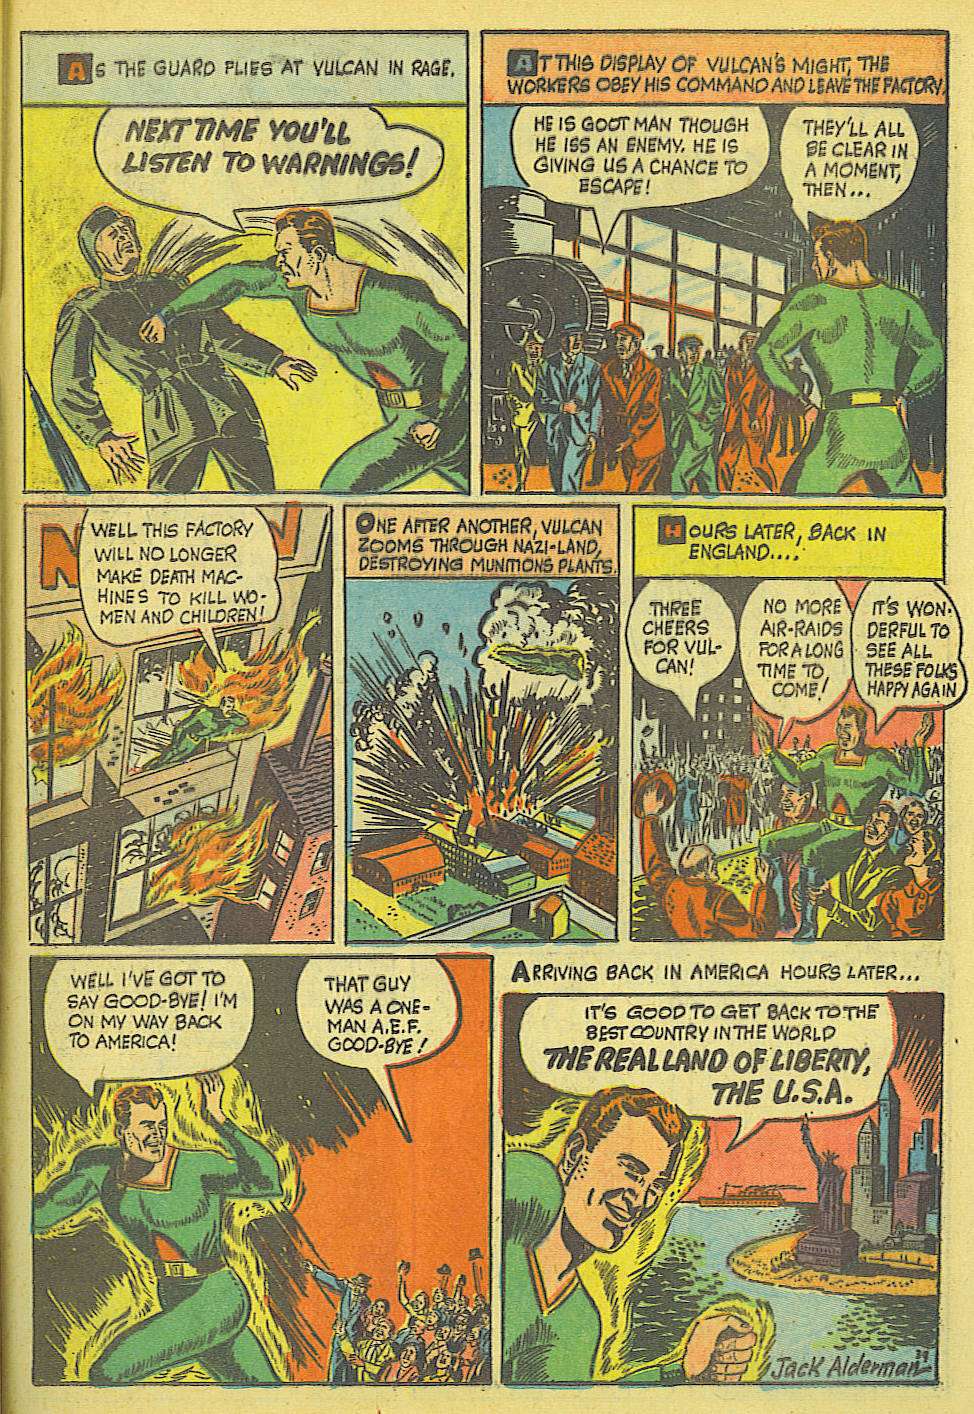 AS THE GUARD FLIES AT VULCAN IN RAGE.
NEXT TIME YOU'LL
LISTEN TO WARNINGS!
AT THIS DISPLAY OF VULCAN'S MIGHT, THE
WORKERS OBEY HIS COMMAND AND LEAVE THE FACTORY.
HE IS GOOT MAN THOUGH
HE ISS AN ENEMY. HE IS
GIVING US A CHANCE TO
ESCAPE!
THEY'LL ALL
BE CLEAR IN
A MOMENT,
THEN...
WELL THIS FACTORY
WILL NO LONGER
MAKE DEATH MAC-
HINES TO KILL WO-
MEN AND CHILDREN!
ONE AFTER ANOTHER, VULCAN
ZOOMS THROUGH NAZI-LAND,
DESTROYING MUNITIONS PLANTS.
HOURS LATER, BACK IN
ENGLAND....
THREE
CHEERS
FOR VUL-
CAN!
NO MORE
AIR-RAIDS
FOR A LONG
TIME TO
COME!
IT'S WON-
DERFUL TO
SEE ALL
THESE FOLKS
HAPPY AGAIN
WELL I'VE GOT TO
SAY GOOD-BYE! I'M
ON MY WAY BACK
TO AMERICA!
THAT GUY
WAS A ONE-
MAN A.E.F.
GOOD-BYE!
ARRIVING BACK IN AMERICA HOURS LATER...
IT'S GOOD TO GET BACK TO THE
BEST COUNTRY IN THE WORLD
THE REAL LAND OF LIBERTY,
THE U.S.A.
Jack Alderman